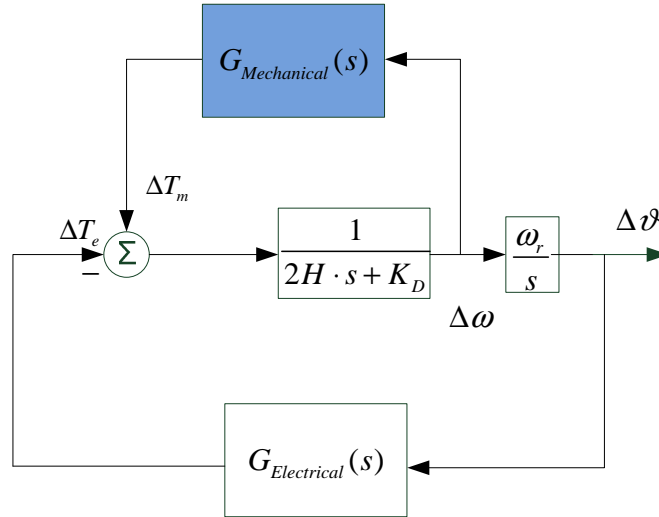 G_Mechanical(s)
ΔT_m
ΔT_e
Σ
−
1
2H · s + K_D
ω_r
s
Δϑ
Δω
G_Electrical(s)